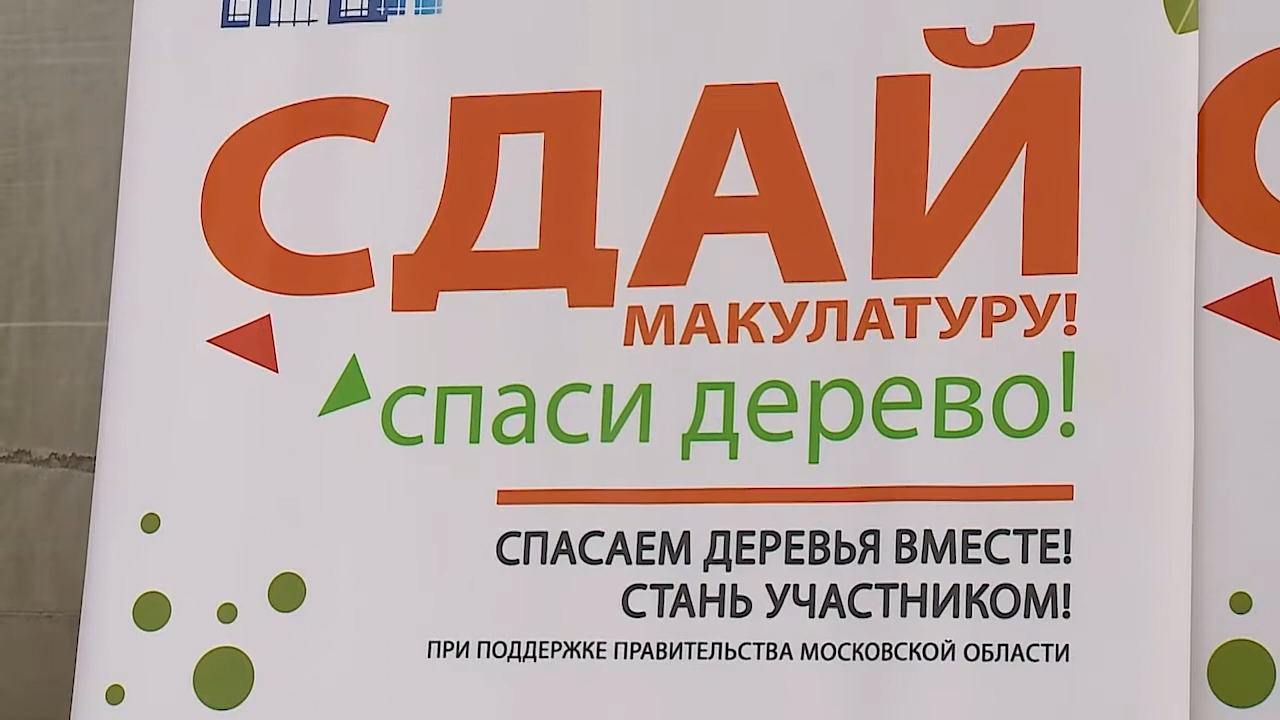 СДАЙ
МАКУЛАТУРУ!
спаси дерево!
СПАСАЕМ ДЕРЕВЬЯ ВМЕСТЕ!
СТАНЬ УЧАСТНИКОМ!
ПРИ ПОДДЕРЖКЕ ПРАВИТЕЛЬСТВА МОСКОВСКОЙ ОБЛАСТИ